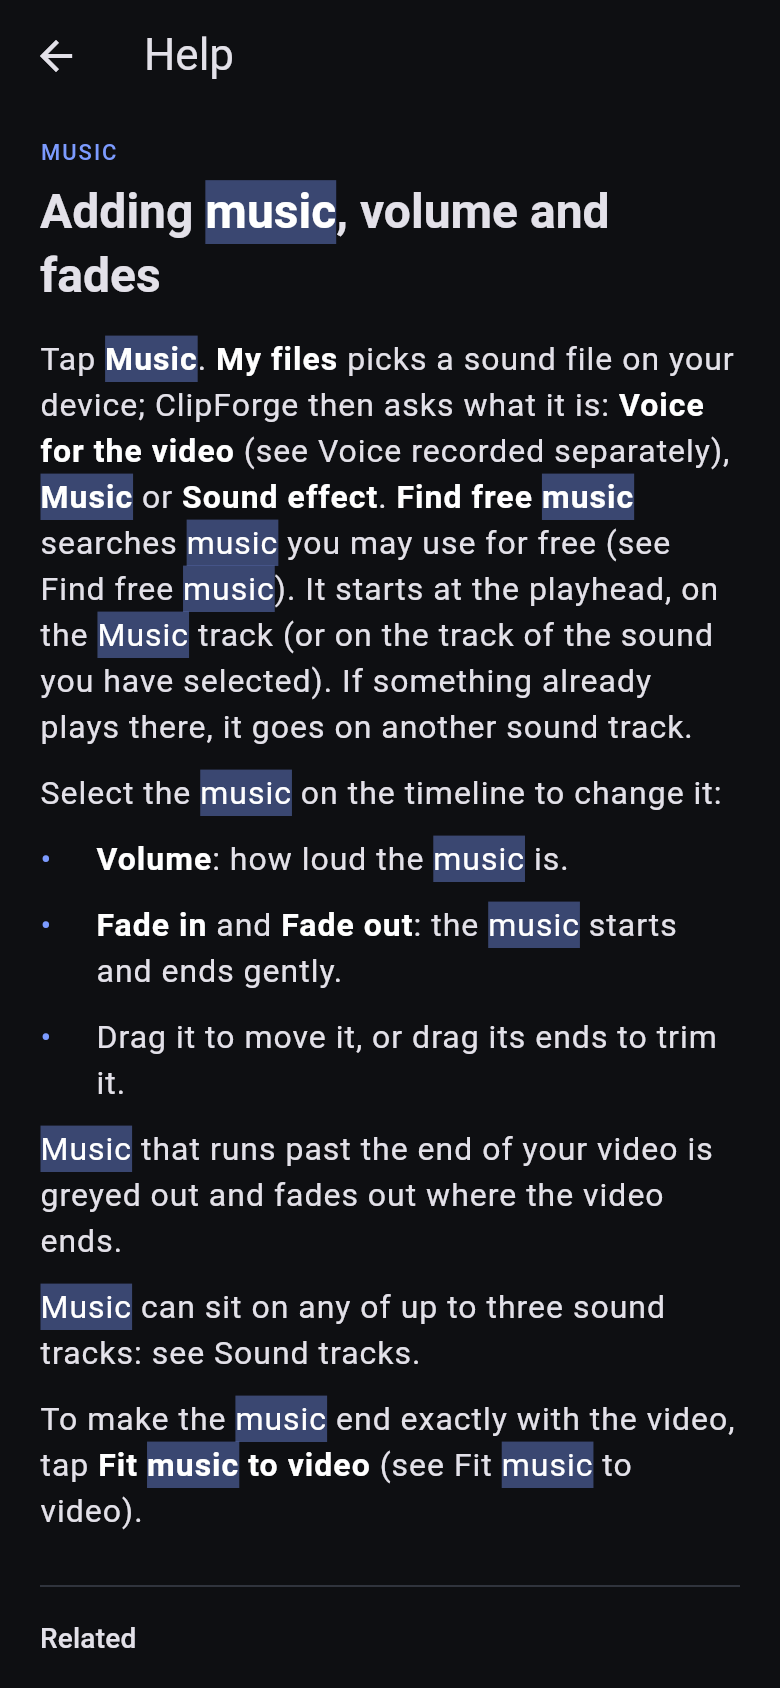 Help
MUSIC
Adding music, volume and
fades
Tap Music. My files picks a sound file on your
device; ClipForge then asks what it is: Voice
for the video (see Voice recorded separately),
Music or Sound effect. Find free music
searches music you may use for free (see
Find free music). It starts at the playhead, on
the Music track (or on the track of the sound
you have selected). If something already
plays there, it goes on another sound track.
Select the music on the timeline to change it:
• Volume: how loud the music is.
• Fade in and Fade out: the music starts
and ends gently.
• Drag it to move it, or drag its ends to trim
it.
Music that runs past the end of your video is
greyed out and fades out where the video
ends.
Music can sit on any of up to three sound
tracks: see Sound tracks.
To make the music end exactly with the video,
tap Fit music to video (see Fit music to
video).
Related